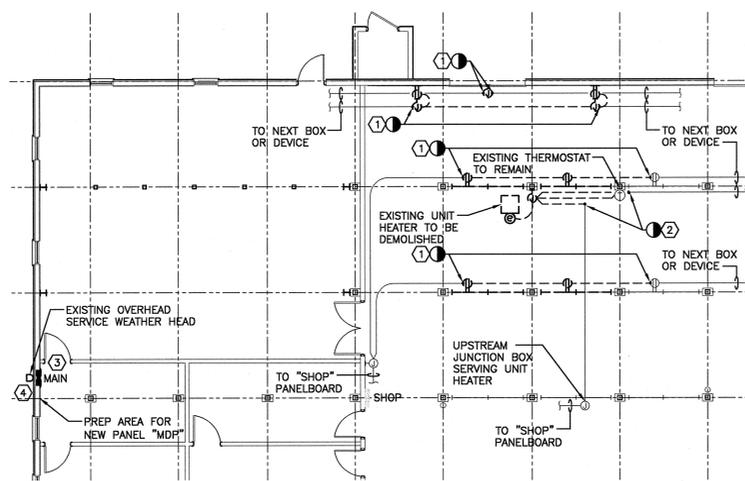 1
1
TO NEXT BOX
OR DEVICE
TO NEXT BOX
OR DEVICE
1
EXISTING THERMOSTAT
TO REMAIN
EXISTING UNIT
HEATER TO BE
DEMOLISHED
e
T
2
TO NEXT BOX
OR DEVICE
1
EXISTING OVERHEAD
SERVICE WEATHER HEAD
3
MAIN
4
J
TO "SHOP"
PANELBOARD
SHOP
UPSTREAM
JUNCTION BOX
SERVING UNIT
HEATER
J
PREP AREA FOR
NEW PANEL "MDP"
TO "SHOP"
PANELBOARD